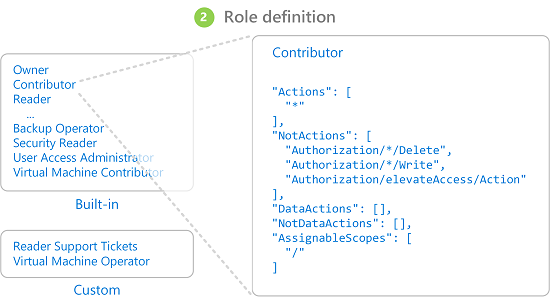 2 Role definition
Owner
Contributor
Reader
...
Backup Operator
Security Reader
User Access Administrator
Virtual Machine Contributor
Built-in
Reader Support Tickets
Virtual Machine Operator
Custom
Contributor
"Actions": [
"*"
],
"NotActions": [
"Authorization/*/Delete",
"Authorization/*/Write",
"Authorization/elevateAccess/Action"
],
"DataActions": [],
"NotDataActions": [],
"AssignableScopes": [
"/"
]